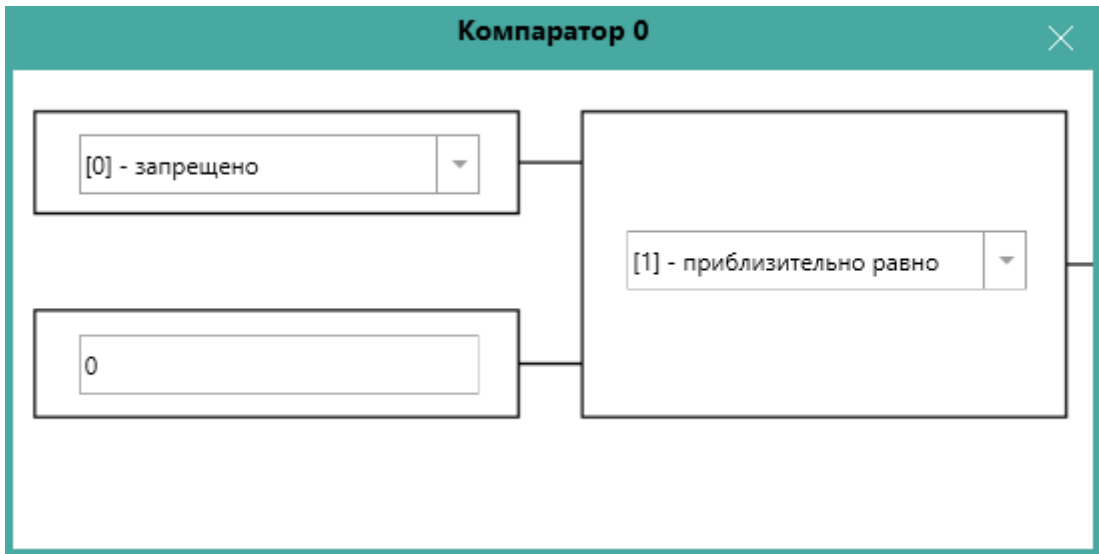 Компаратор 0
[0] - запрещено
[1] - приблизительно равно
0